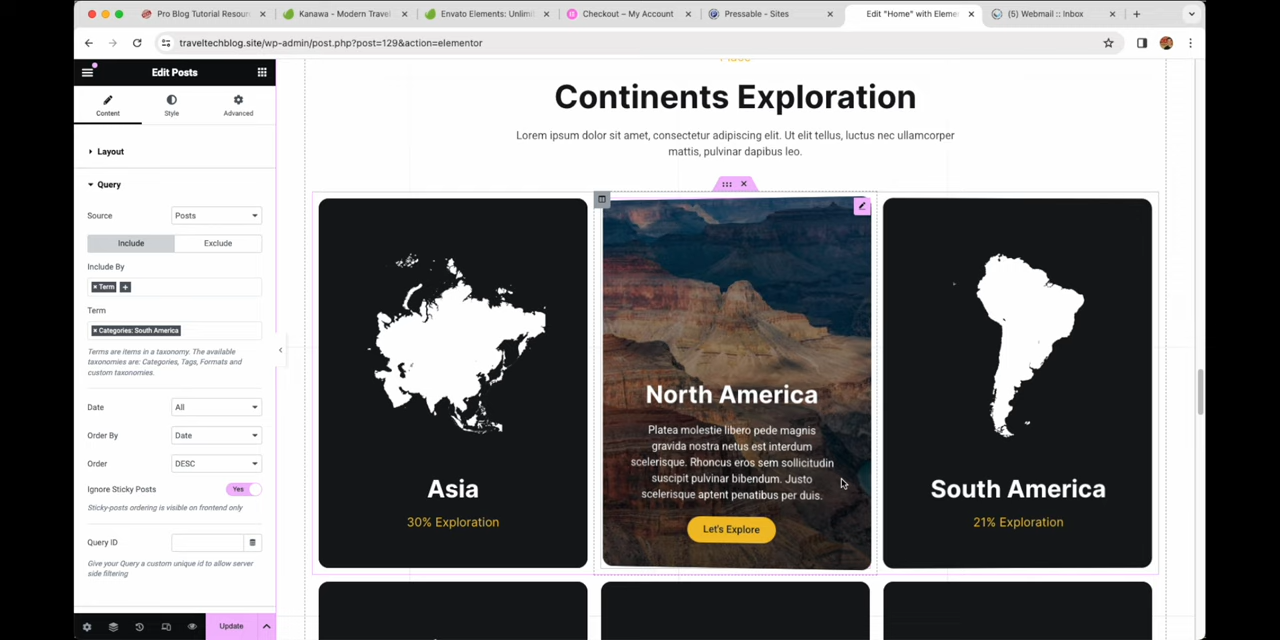 Pro Blog Tutorial Resour
Kanawa - Modern Travel
Envato Elements: Unlimi
Checkout – My Account
Pressable - Sites
Edit "Home" with Elemen
(5) Webmail :: Inbox
traveltechblog.site/wp-admin/post.php?post=129&action=elementor
Edit Posts
Content
Style
Advanced
Layout
Query
Source
Posts
Include
Exclude
Include By
× Term +
Term
× Categories: South America
Terms are items in a taxonomy. The available
taxonomies are: Categories, Tags, Formats and
custom taxonomies.
Date
All
Order By
Date
Order
DESC
Ignore Sticky Posts
Yes
Sticky-posts ordering is visible on frontend only
Query ID
Give your Query a custom unique id to allow server
side filtering
Update
Continents Exploration
Lorem ipsum dolor sit amet, consectetur adipiscing elit. Ut elit tellus, luctus nec ullamcorper
mattis, pulvinar dapibus leo.
Asia
30% Exploration
North America
Platea molestie libero pede magnis
gravida nostra netus est interdum
scelerisque. Rhoncus eros sem sollicitudin
suscipit pulvinar bibendum. Justo
scelerisque aptent penatibus per duis.
Let's Explore
South America
21% Exploration